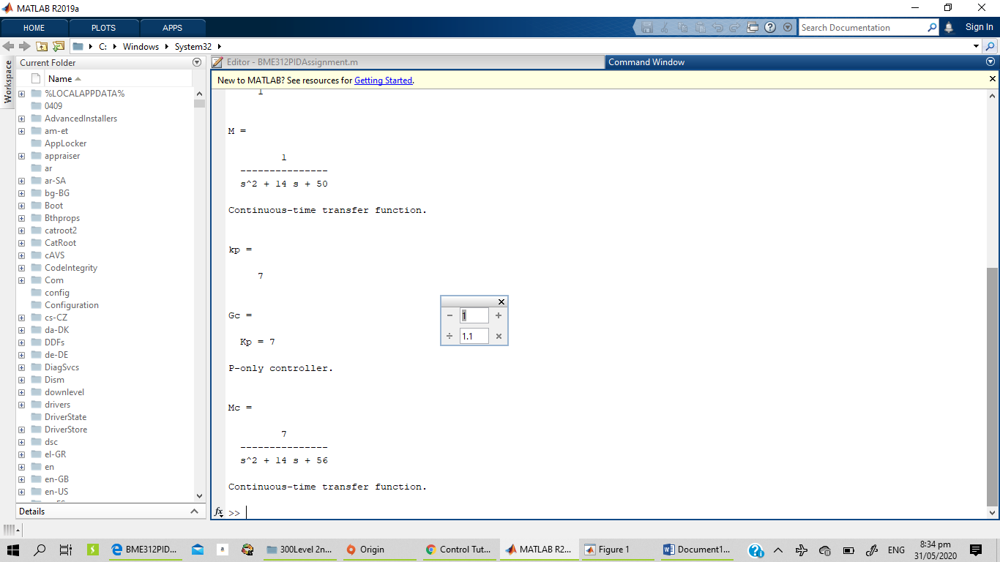 MATLAB R2019a
HOME PLOTS APPS Search Documentation Sign In
C: Windows System32
Workspace
Current Folder
Name
%LOCALAPPDATA%
0409
AdvancedInstallers
am-et
AppLocker
appraiser
ar
ar-SA
bg-BG
Boot
Bthprops
catroot2
CatRoot
cAVS
CodeIntegrity
Com
config
Configuration
cs-CZ
da-DK
DDFs
de-DE
DiagSvcs
Dism
downlevel
drivers
DriverState
DriverStore
dsc
el-GR
en
en-GB
en-US
Details
Editor - BME312PIDAssignment.m
Command Window
New to MATLAB? See resources for Getting Started.
1
M =
1
---------------
s^2 + 14 s + 50
Continuous-time transfer function.
kp =
7
Gc =
Kp = 7
P-only controller.
Mc =
7
---------------
s^2 + 14 s + 56
Continuous-time transfer function.
fx >>
- 1 +
÷ 1.1 ×
BME312PID... a 300Level 2n... Origin Control Tut... MATLAB R2... Figure 1 Document1... ENG 8:34 pm
31/05/2020